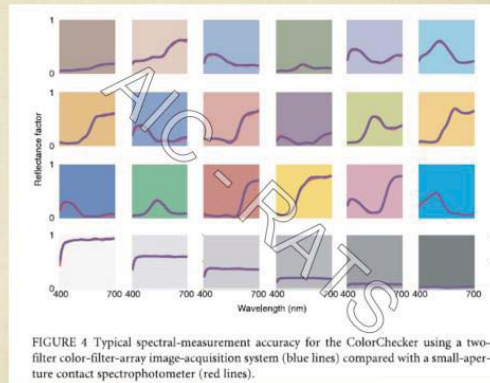 1
0
1
0
1
0
1
0
Reflectance factor
400 700 400 700 400 700 400 700 400 700 400 700
Wavelength (nm)
AIC - RATS
FIGURE 4 Typical spectral-measurement accuracy for the ColorChecker using a two-
filter color-filter-array image-acquisition system (blue lines) compared with a small-aper-
ture contact spectrophotometer (red lines).